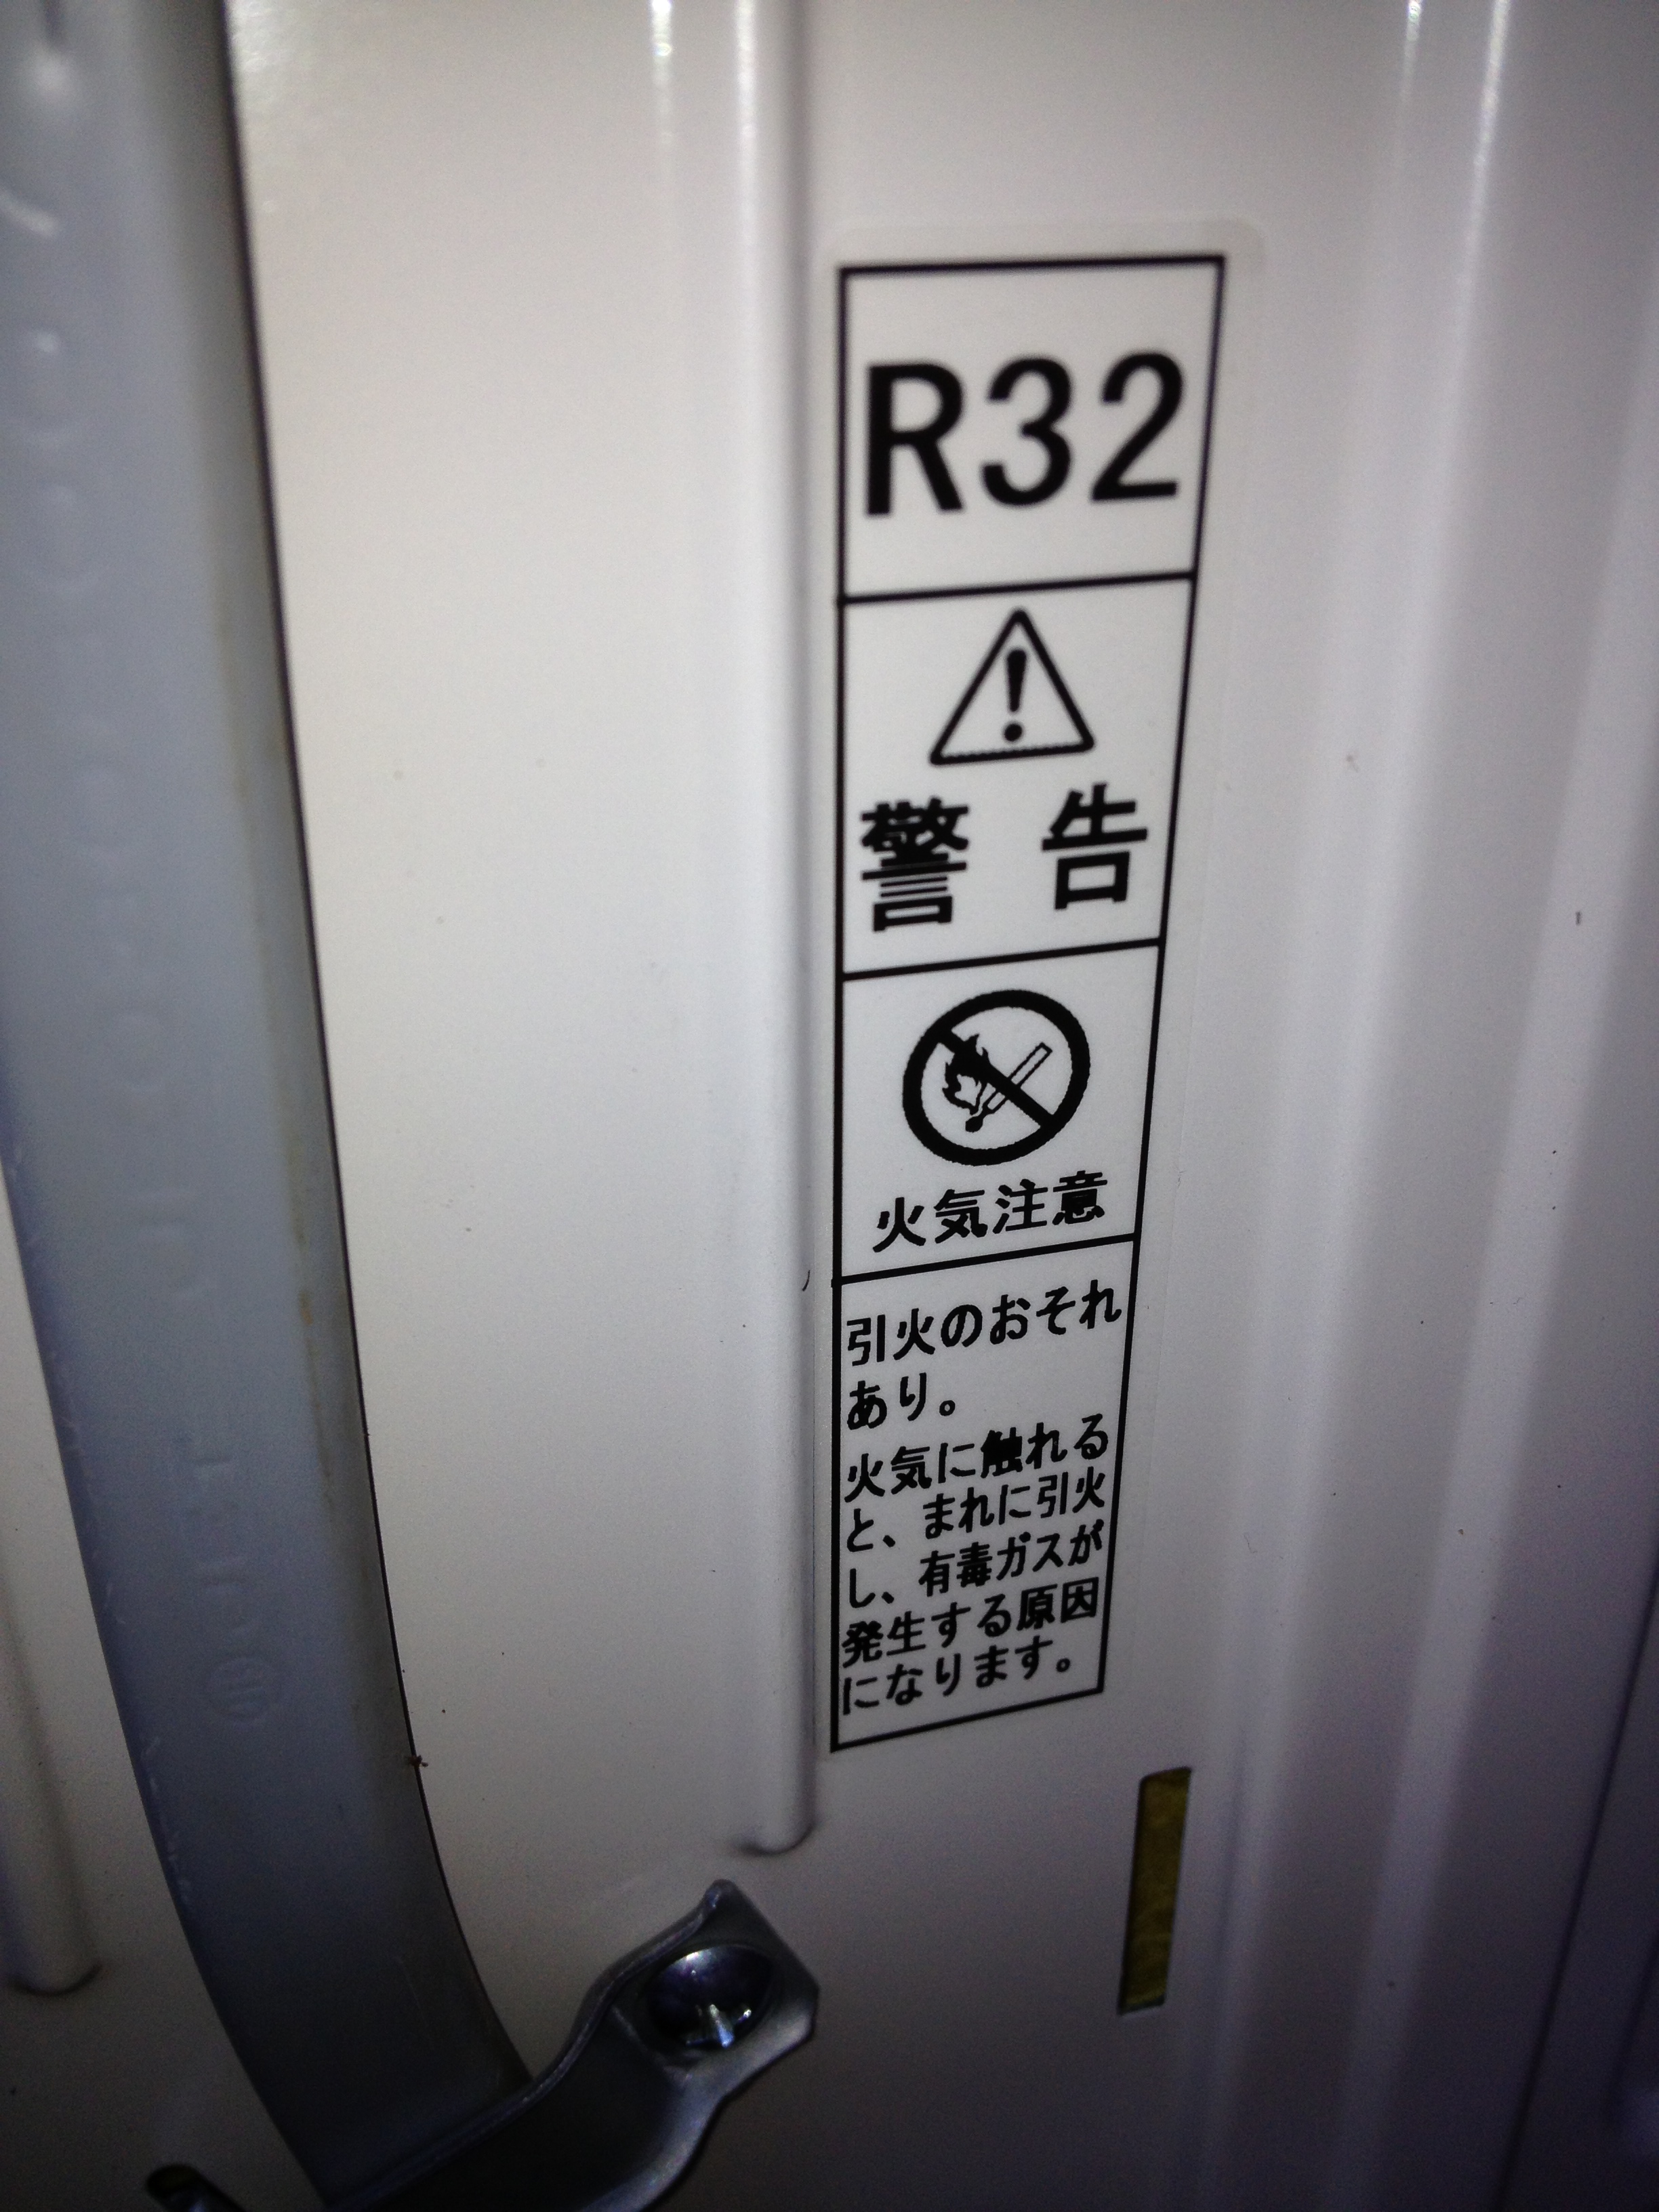 R32
警告
火気注意
引火のおそれ
あり。
火気に触れる
と、まれに引火
し、有毒ガスが
発生する原因
になります。